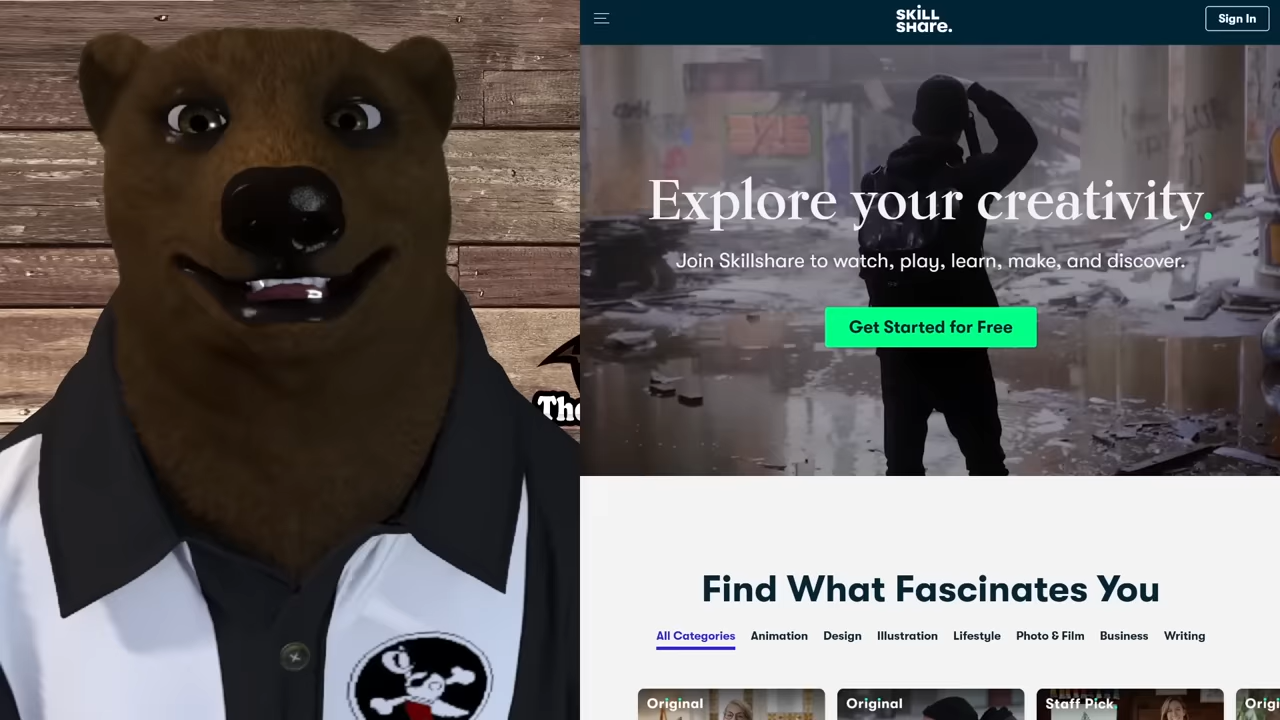 The
SKILL
SHare.
Sign In
Explore your creativity.
Join Skillshare to watch, play, learn, make, and discover.
Get Started for Free
Find What Fascinates You
All Categories Animation Design Illustration Lifestyle Photo & Film Business Writing
Original Original Staff Pick